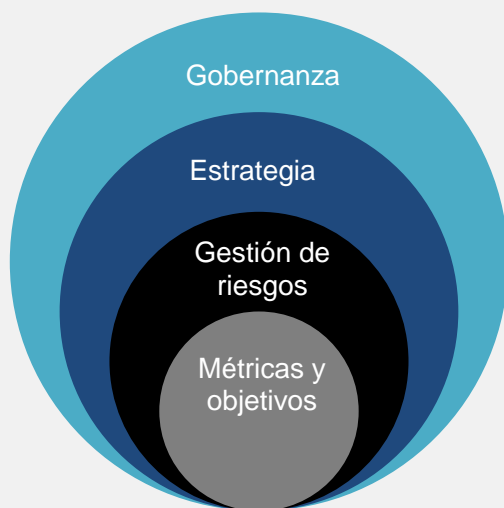 Gobernanza
Estrategia
Gestión de
riesgos
Métricas y
objetivos